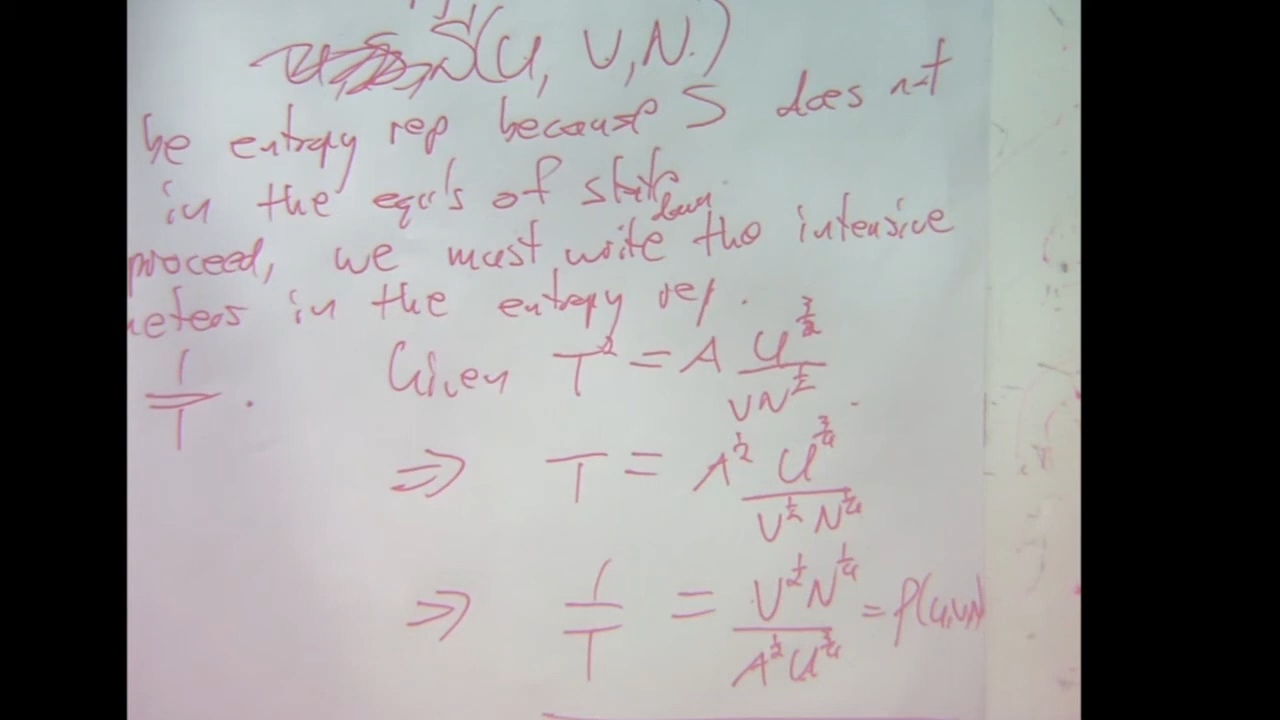 S(U, V, N.)
be entropy rep because S does not
in the eqn's of state
down
proceed, we must write the intensive
meters in the entropy rep.
1/T . Given T² = A U^{3/2} / V N^{1/2} .
⇒ T = A^{1/2} U^{3/4} / V^{1/2} N^{1/4}
⇒ 1/T = V^{1/2} N^{1/4} / A^{1/2} U^{3/4} = f(U,V,N)